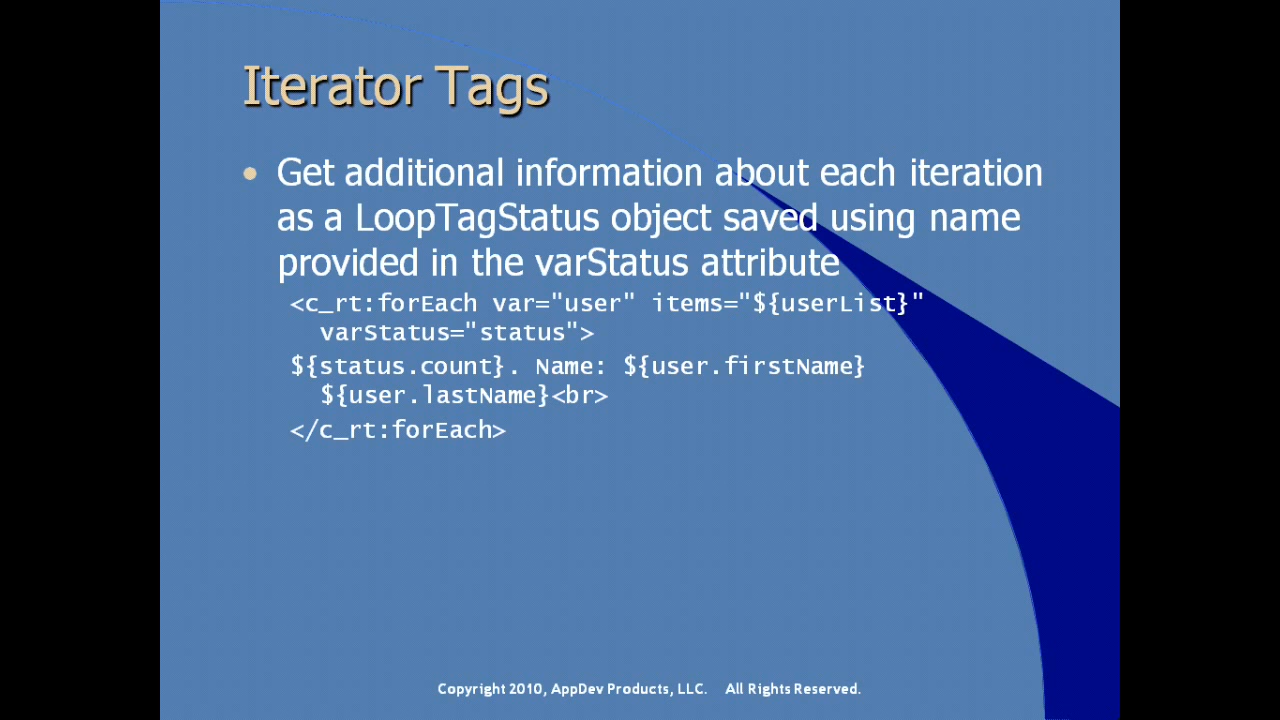 Iterator Tags
• Get additional information about each iteration
as a LoopTagStatus object saved using name
provided in the varStatus attribute
<c_rt:forEach var="user" items="${userList}"
varStatus="status">
${status.count}. Name: ${user.firstName}
${user.lastName}<br>
</c_rt:forEach>
Copyright 2010, AppDev Products, LLC. All Rights Reserved.